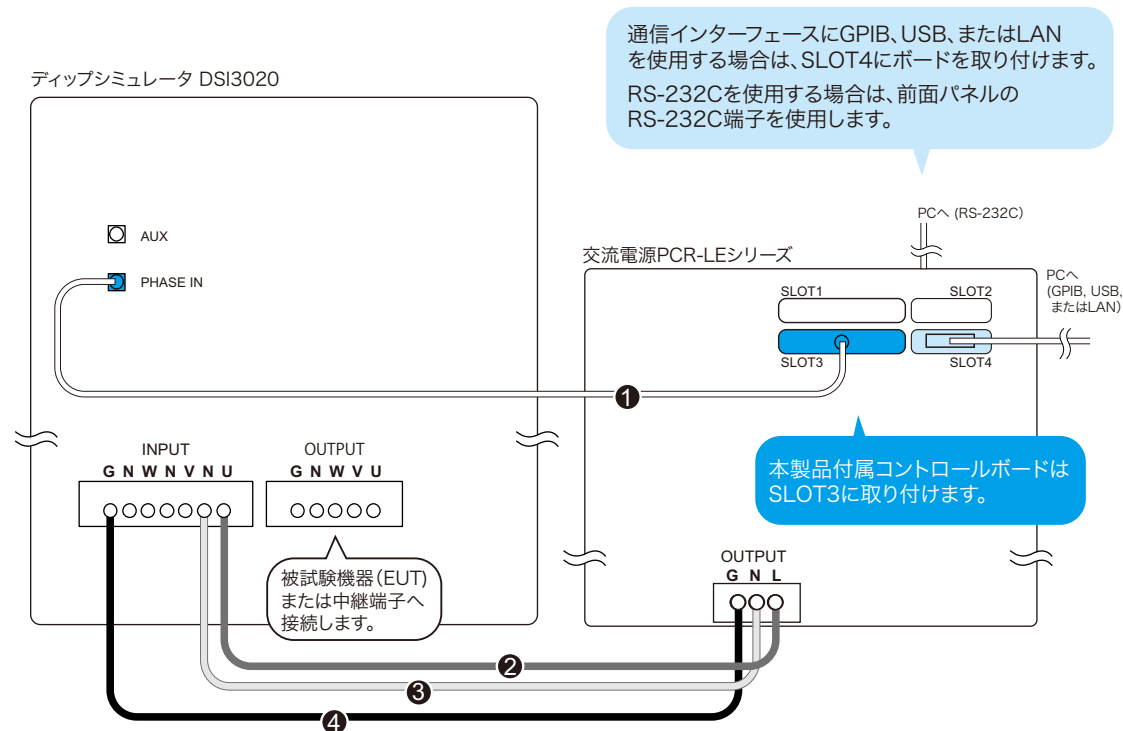 通信インターフェースにGPIB、USB、またはLAN
を使用する場合は、SLOT4にボードを取り付けます。
RS-232Cを使用する場合は、前面パネルの
RS-232C端子を使用します。
ディップシミュレータ DSI3020
AUX
PHASE IN
PCへ (RS-232C)
交流電源PCR-LEシリーズ
PCへ
(GPIB, USB,
またはLAN)
SLOT1
SLOT2
SLOT3
SLOT4
❶
本製品付属コントロールボードは
SLOT3に取り付けます。
INPUT
G N W N V N U
OUTPUT
G N W V U
被試験機器(EUT)
または中継端子へ
接続します。
OUTPUT
G N L
❷
❸
❹